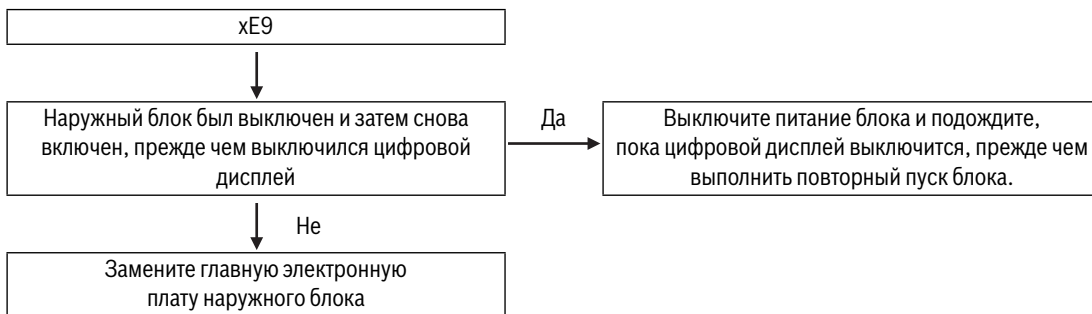 xE9
Наружный блок был выключен и затем снова
включен, прежде чем выключился цифровой
дисплей
Да
Выключите питание блока и подождите,
пока цифровой дисплей выключится, прежде чем
выполнить повторный пуск блока.
Не
Замените главную электронную
плату наружного блока